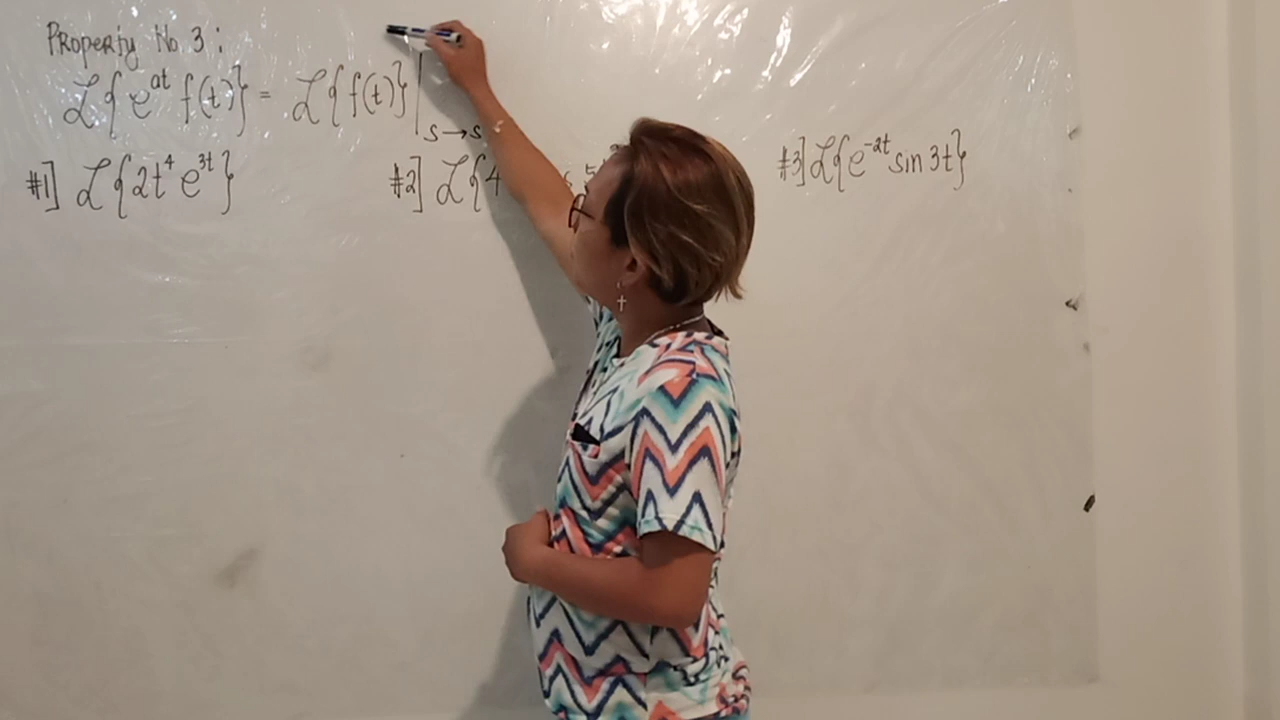 Property No 3 :
ℒ{e^at f(t)} = ℒ{f(t)}| s→s
#1] ℒ{2t^4 e^3t}
#2] ℒ{4
#3] ℒ{e^-2t sin 3t}